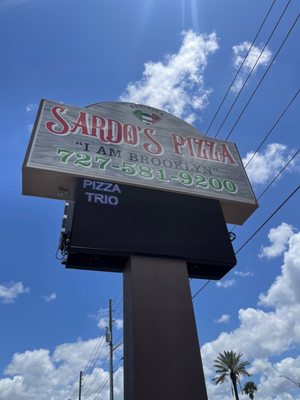 SARDO'S PIZZA
"I AM BROOKLYN"
727-581-9200
PIZZA
TRIO